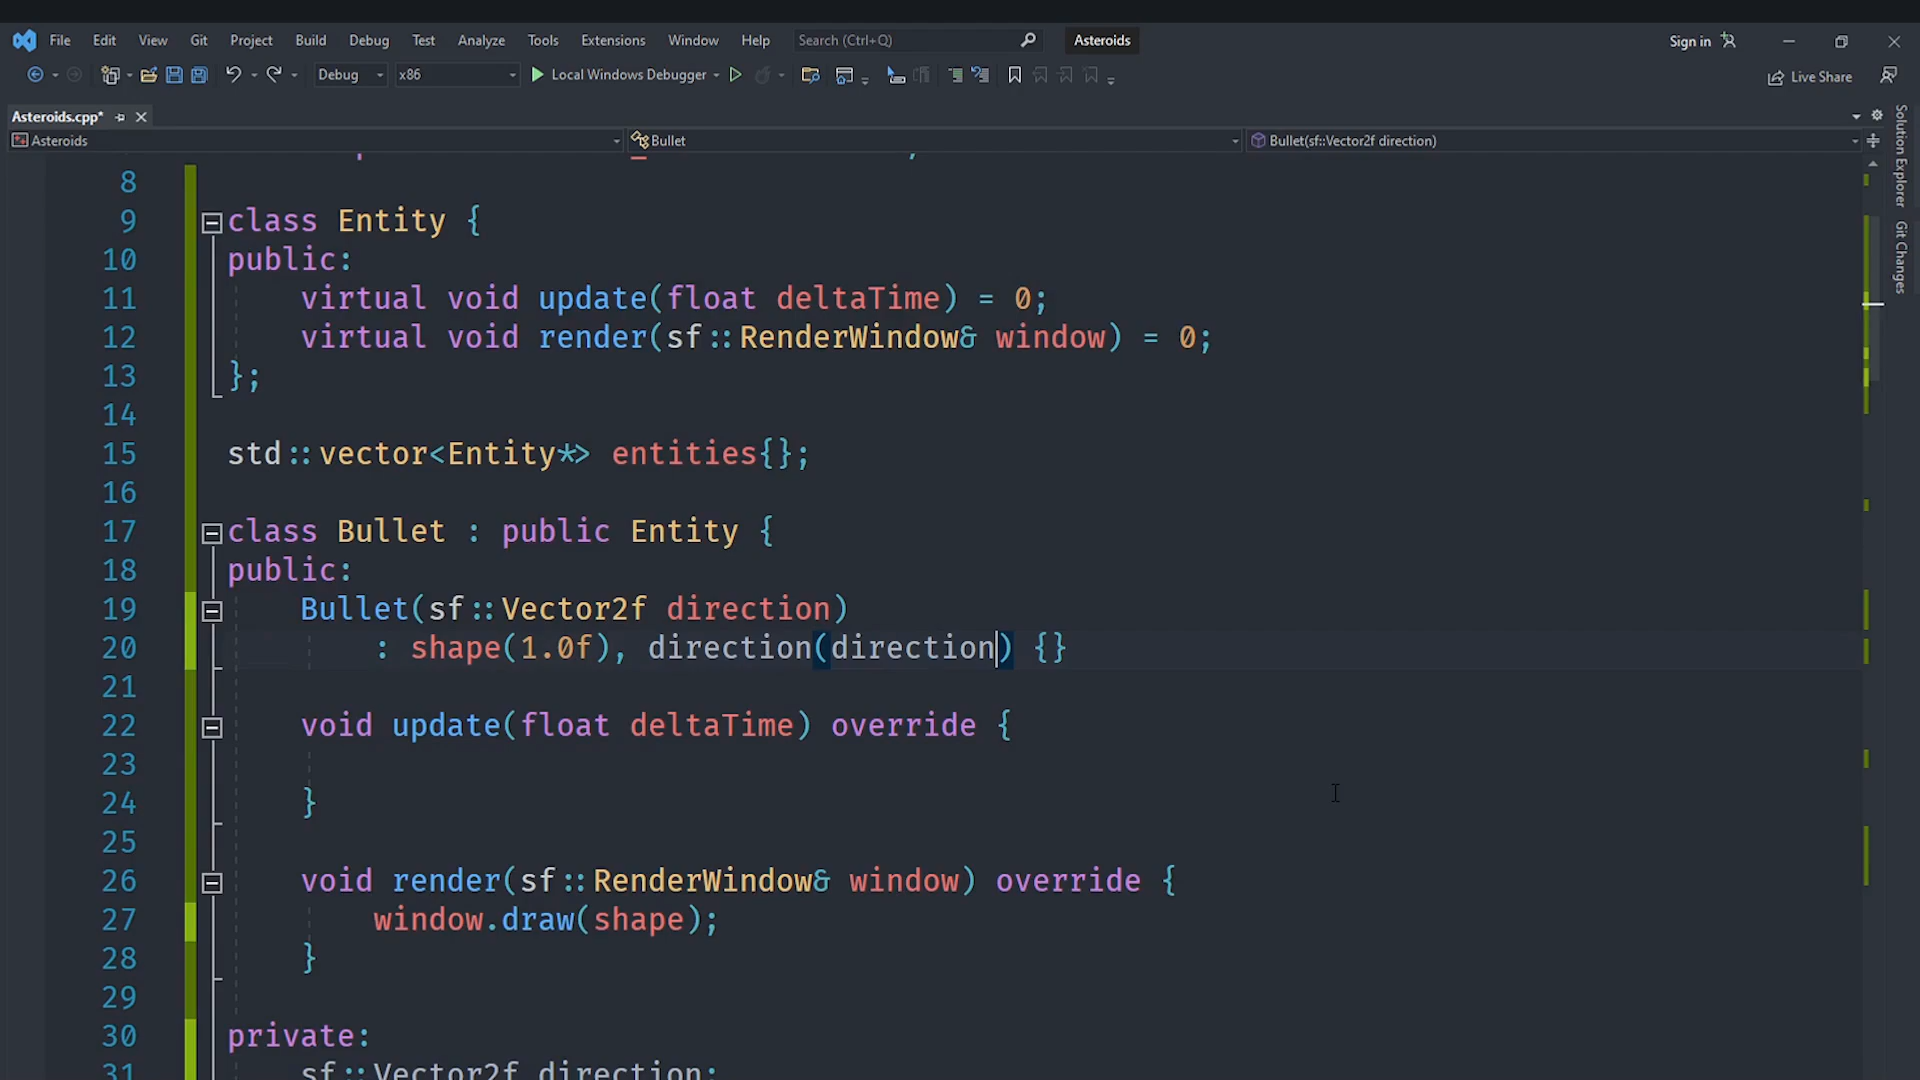 File Edit View Git Project Build Debug Test Analyze Tools Extensions Window Help Search (Ctrl+Q) Asteroids Sign in
Debug x86 Local Windows Debugger Live Share
Asteroids.cpp*
Asteroids Bullet Bullet(sf::Vector2f direction)
Solution Explorer
Git Changes
8
9 class Entity {
10 public:
11 virtual void update(float deltaTime) = 0;
12 virtual void render(sf::RenderWindow& window) = 0;
13 };
14
15 std::vector<Entity*> entities{};
16
17 class Bullet : public Entity {
18 public:
19 Bullet(sf::Vector2f direction)
20 : shape(1.0f), direction(direction) {}
21
22 void update(float deltaTime) override {
23
24 }
25
26 void render(sf::RenderWindow& window) override {
27 window.draw(shape);
28 }
29
30 private:
31 sf::Vector2f direction;